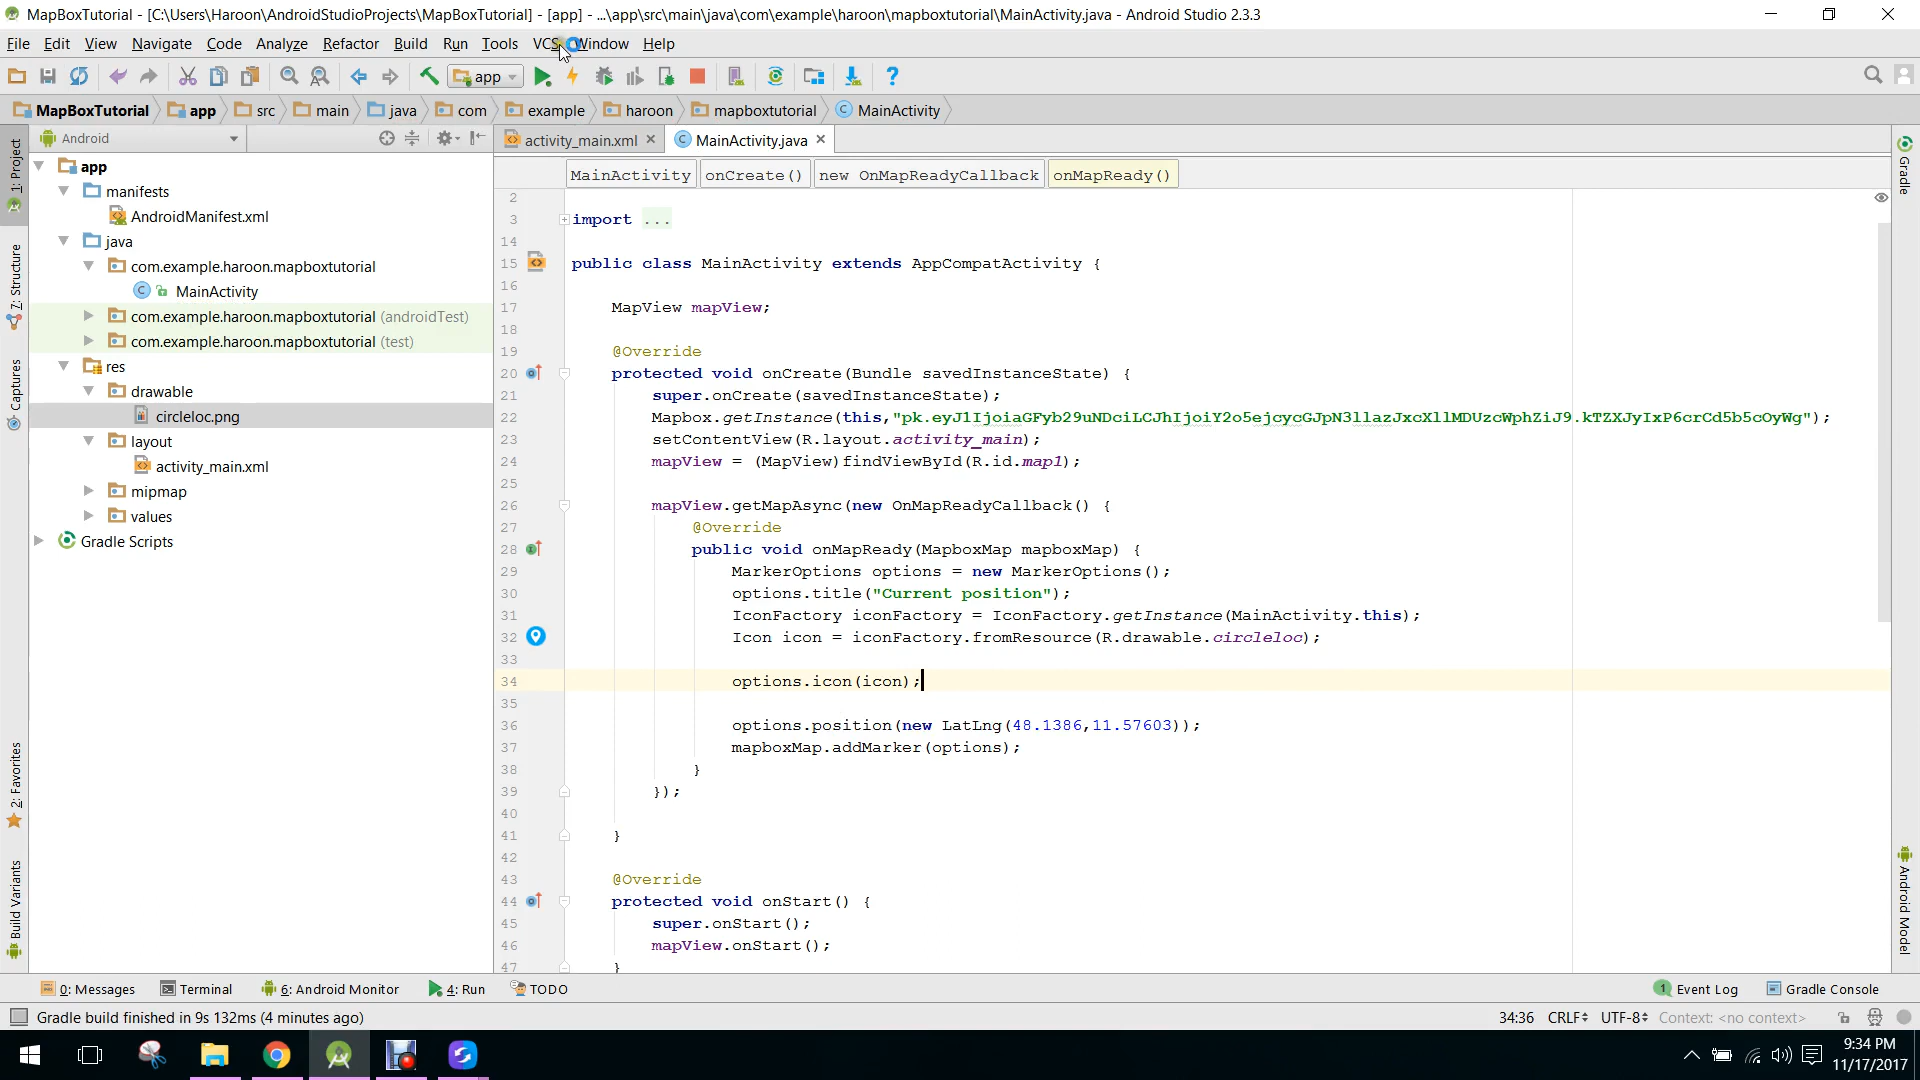 MapBoxTutorial - [C:\Users\Haroon\AndroidStudioProjects\MapBoxTutorial] - [app] - ...\app\src\main\java\com\example\haroon\mapboxtutorial\MainActivity.java - Android Studio 2.3.3
File Edit View Navigate Code Analyze Refactor Build Run Tools VCS Window Help
app
MapBoxTutorial app src main java com example haroon mapboxtutorial MainActivity
Android
activity_main.xml MainActivity.java
MainActivity onCreate() new OnMapReadyCallback onMapReady()
1: Project
7: Structure
Captures
2: Favorites
Build Variants
app
manifests
AndroidManifest.xml
java
com.example.haroon.mapboxtutorial
MainActivity
com.example.haroon.mapboxtutorial (androidTest)
com.example.haroon.mapboxtutorial (test)
res
drawable
circleloc.png
layout
activity_main.xml
mipmap
values
Gradle Scripts
2
3 import ...
14
15 public class MainActivity extends AppCompatActivity {
16
17 MapView mapView;
18
19 @Override
20 protected void onCreate(Bundle savedInstanceState) {
21 super.onCreate(savedInstanceState);
22 Mapbox.getInstance(this,"pk.eyJ1IjoiaGFyb29uNDciLCJhIjoiY2o5ejcycGJpN3llazJxcXllMDUzcWphZiJ9.kTZXJyIxP6crCd5b5cOyWg");
23 setContentView(R.layout.activity_main);
24 mapView = (MapView)findViewById(R.id.map1);
25
26 mapView.getMapAsync(new OnMapReadyCallback() {
27 @Override
28 public void onMapReady(MapboxMap mapboxMap) {
29 MarkerOptions options = new MarkerOptions();
30 options.title("Current position");
31 IconFactory iconFactory = IconFactory.getInstance(MainActivity.this);
32 Icon icon = iconFactory.fromResource(R.drawable.circleloc);
33
34 options.icon(icon);
35
36 options.position(new LatLng(48.1386,11.57603));
37 mapboxMap.addMarker(options);
38 }
39 });
40
41 }
42
43 @Override
44 protected void onStart() {
45 super.onStart();
46 mapView.onStart();
47 }
Gradle
Android Model
0: Messages Terminal 6: Android Monitor 4: Run TODO 1 Event Log Gradle Console
Gradle build finished in 9s 132ms (4 minutes ago) 34:36 CRLF UTF-8 Context: <no context>
9:34 PM
11/17/2017